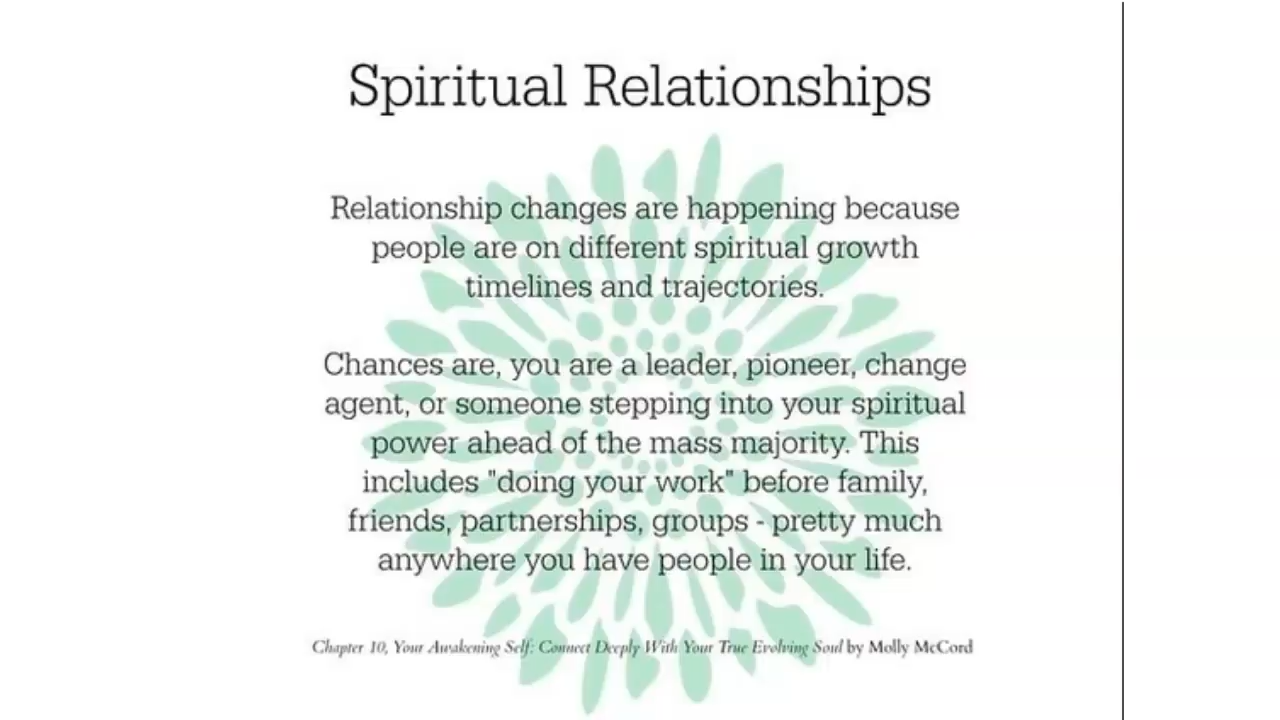 Spiritual Relationships
Relationship changes are happening because
people are on different spiritual growth
timelines and trajectories.
Chances are, you are a leader, pioneer, change
agent, or someone stepping into your spiritual
power ahead of the mass majority. This
includes "doing your work" before family,
friends, partnerships, groups - pretty much
anywhere you have people in your life.
Chapter 10, Your Awakening Self: Connect Deeply With Your True Evolving Soul by Molly McCord